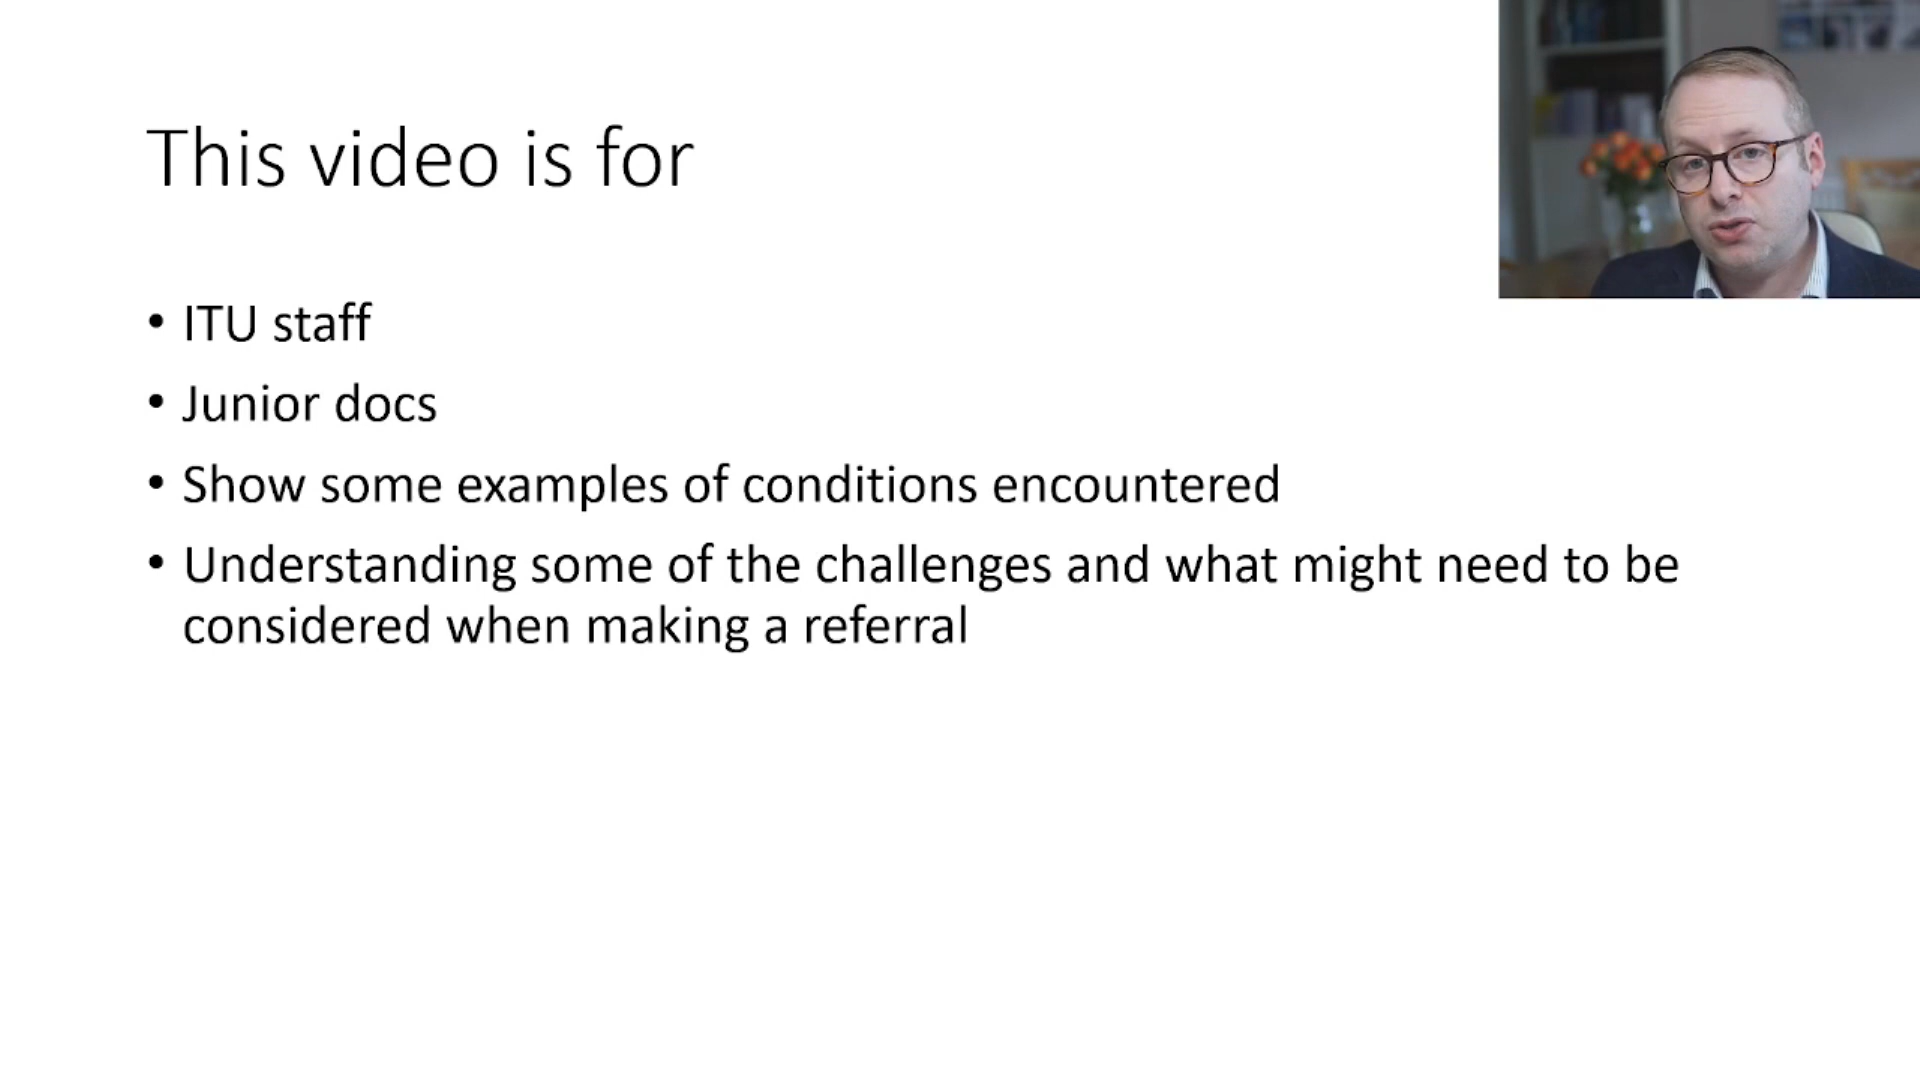 This video is for
• ITU staff
• Junior docs
• Show some examples of conditions encountered
• Understanding some of the challenges and what might need to be
considered when making a referral